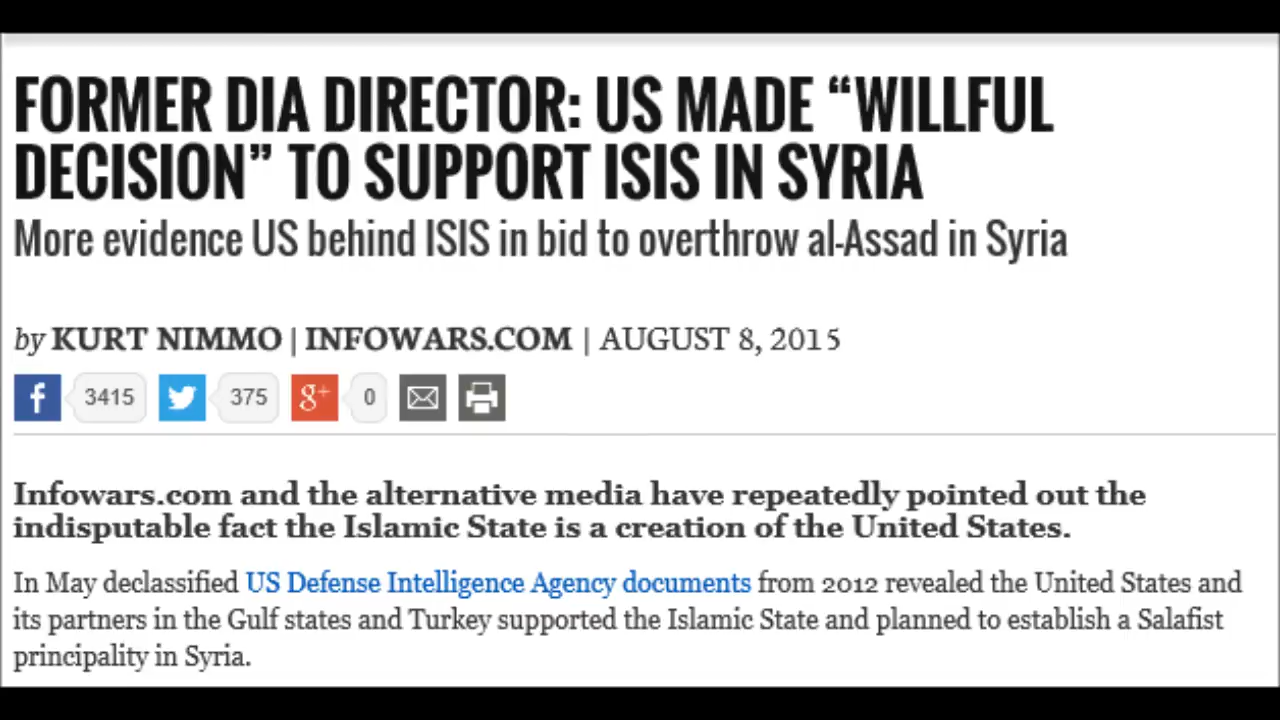 FORMER DIA DIRECTOR: US MADE “WILLFUL
DECISION” TO SUPPORT ISIS IN SYRIA
More evidence US behind ISIS in bid to overthrow al-Assad in Syria
by KURT NIMMO | INFOWARS.COM | AUGUST 8, 2015
f 3415 375 g+ 0
Infowars.com and the alternative media have repeatedly pointed out the
indisputable fact the Islamic State is a creation of the United States.
In May declassified US Defense Intelligence Agency documents from 2012 revealed the United States and
its partners in the Gulf states and Turkey supported the Islamic State and planned to establish a Salafist
principality in Syria.